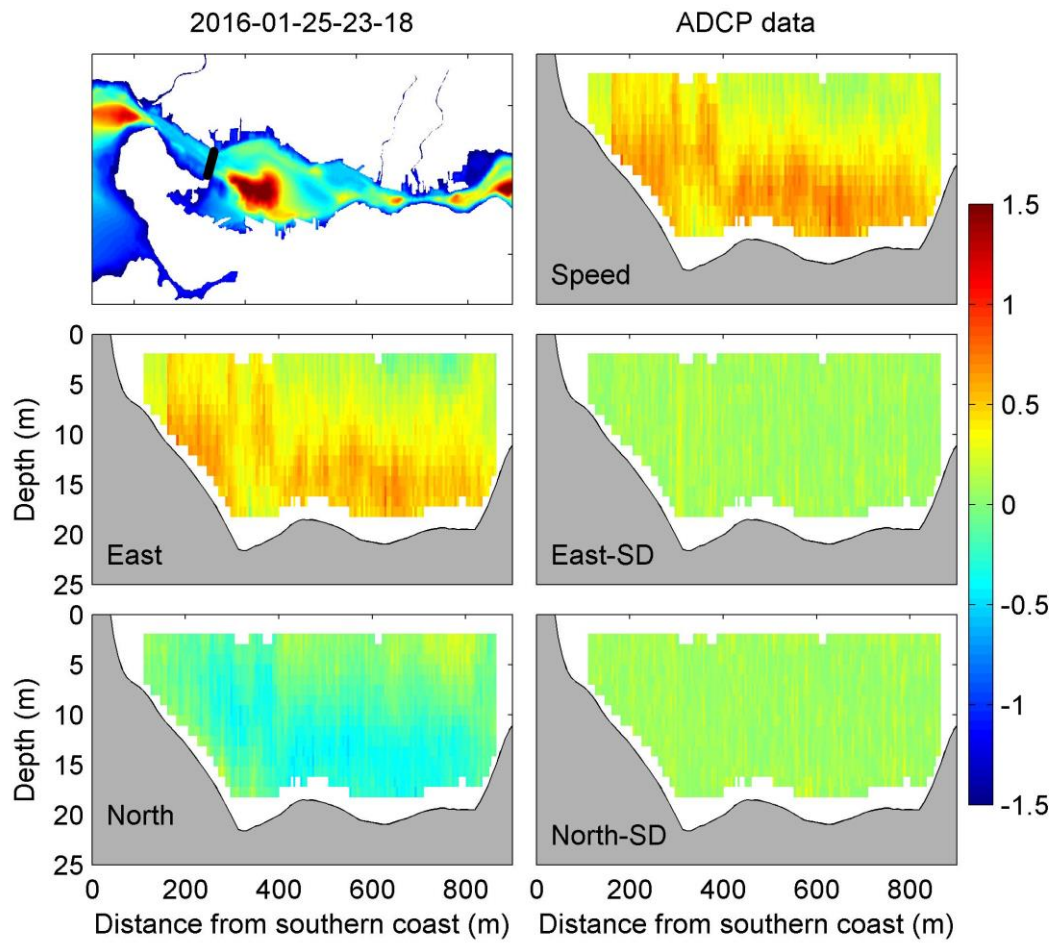 2016-01-25-23-18
ADCP data
Speed
1.5
1
0.5
0
-0.5
-1
-1.5
0
5
10
15
20
25
Depth (m)
East
East-SD
0
5
10
15
20
25
Depth (m)
North
North-SD
0 200 400 600 800
0 200 400 600 800
Distance from southern coast (m)
Distance from southern coast (m)